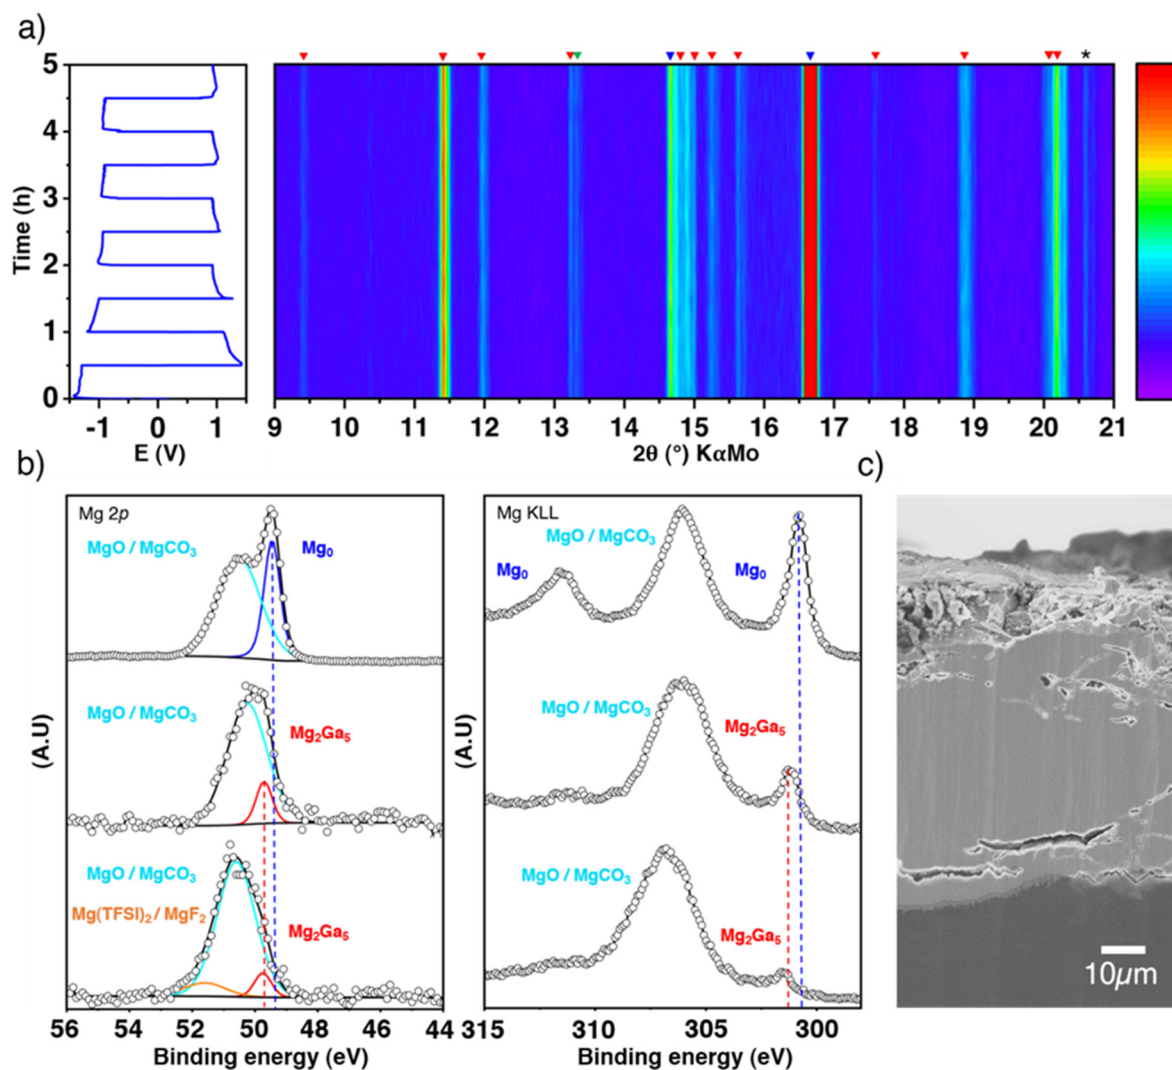 a)
*
5
4
3
2
1
0
Time (h)
-1 0 1
E (V)
9 10 11 12 13 14 15 16 17 18 19 20 21
2θ (°) KαMo
b)
c)
Mg 2p
MgO / MgCO₃
Mg₀
MgO / MgCO₃
Mg₂Ga₅
MgO / MgCO₃
Mg(TFSI)₂ / MgF₂
Mg₂Ga₅
(A.U)
56 54 52 50 48 46 44
Binding energy (eV)
Mg KLL
MgO / MgCO₃
Mg₀
Mg₀
MgO / MgCO₃
Mg₂Ga₅
MgO / MgCO₃
Mg₂Ga₅
(A.U)
315 310 305 300
Binding energy (eV)
10µm